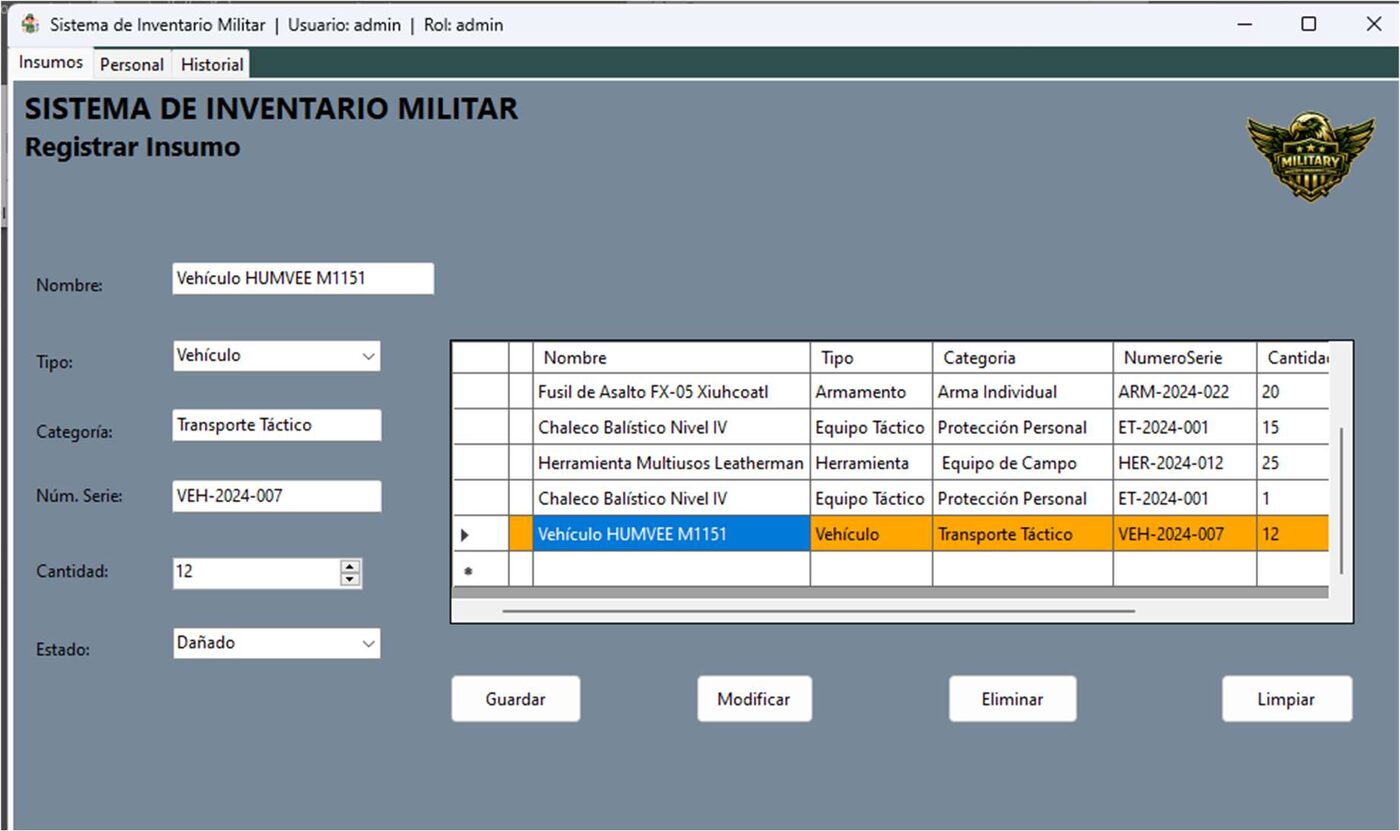 Sistema de Inventario Militar | Usuario: admin | Rol: admin
Insumos Personal Historial
SISTEMA DE INVENTARIO MILITAR
Registrar Insumo
MILITARY
Nombre: Vehículo HUMVEE M1151
Tipo: Vehículo
Categoría: Transporte Táctico
Núm. Serie: VEH-2024-007
Cantidad: 12
Estado: Dañado
Nombre Tipo Categoria NumeroSerie Cantidad
Fusil de Asalto FX-05 Xiuhcoatl Armamento Arma Individual ARM-2024-022 20
Chaleco Balístico Nivel IV Equipo Táctico Protección Personal ET-2024-001 15
Herramienta Multiusos Leatherman Herramienta Equipo de Campo HER-2024-012 25
Chaleco Balístico Nivel IV Equipo Táctico Protección Personal ET-2024-001 1
Vehículo HUMVEE M1151 Vehículo Transporte Táctico VEH-2024-007 12
Guardar Modificar Eliminar Limpiar